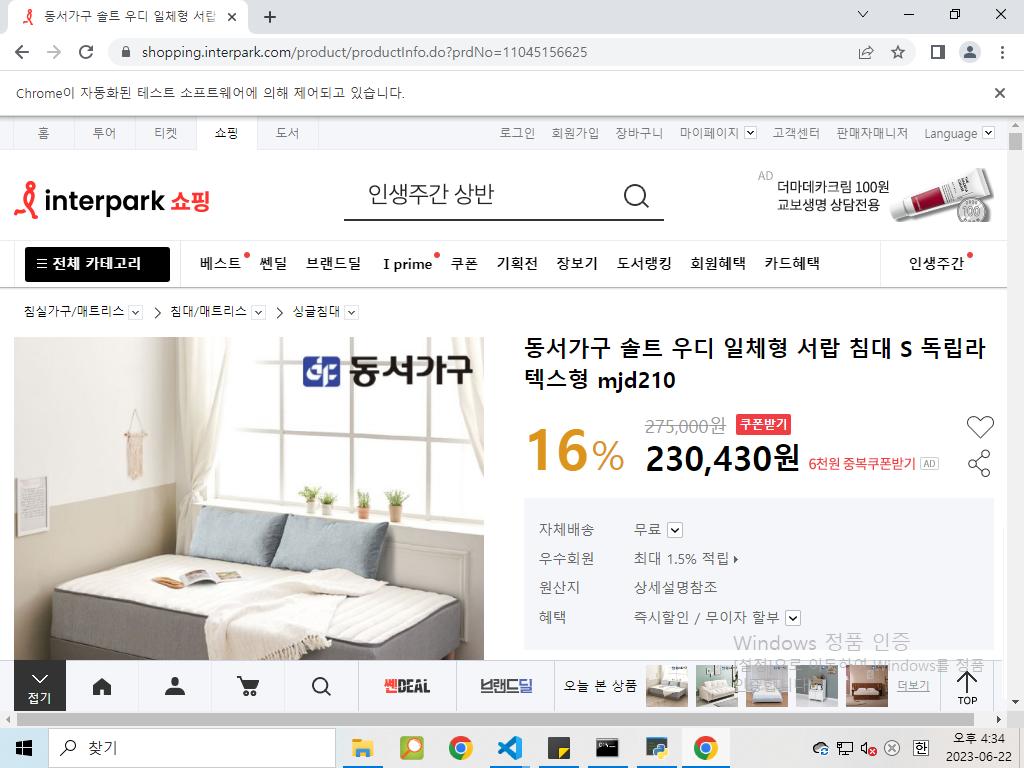 동서가구 솔트 우디 일체형 서랍
shopping.interpark.com/product/productInfo.do?prdNo=11045156625
Chrome이 자동화된 테스트 소프트웨어에 의해 제어되고 있습니다.
홈 투어 티켓 쇼핑 도서 로그인 회원가입 장바구니 마이페이지 고객센터 판매자매니저 Language
interpark 쇼핑
인생주간 상반
AD
더마데카크림 100원
교보생명 상담전용
100
전체 카테고리 베스트 쎈딜 브랜드딜 I prime 쿠폰 기획전 장보기 도서랭킹 회원혜택 카드혜택 인생주간
침실가구/매트리스 침대/매트리스 싱글침대
동서가구
동서가구 솔트 우디 일체형 서랍 침대 S 독립라
텍스형 mjd210
16% 275,000원 쿠폰받기
230,430원 6천원 중복쿠폰받기 AD
자체배송 무료
우수회원 최대 1.5% 적립
원산지 상세설명참조
혜택 즉시할인 / 무이자 할부
Windows 정품 인증
[설정]으로 이동하여 Windows를 정품
인증합니다.
접기 쎈DEAL 브랜드딜 오늘 본 상품 더보기 TOP
찾기
한
오후 4:34
2023-06-22